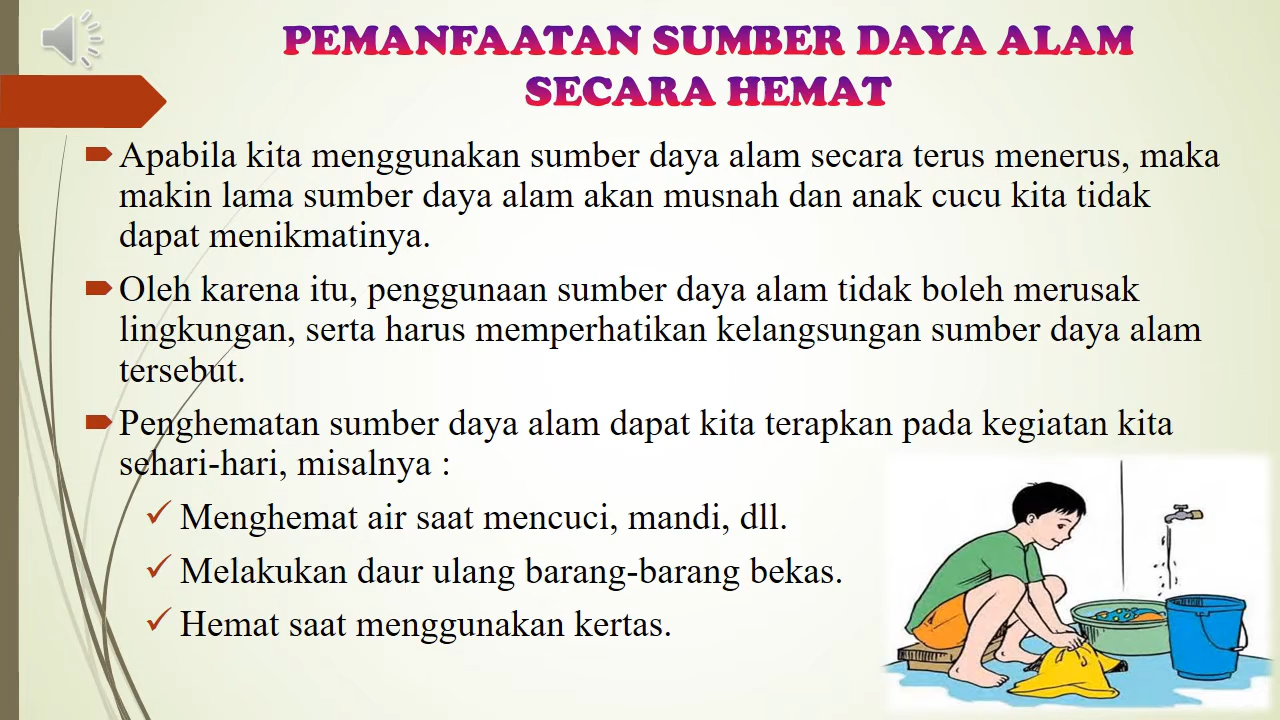 PEMANFAATAN SUMBER DAYA ALAM
SECARA HEMAT
Apabila kita menggunakan sumber daya alam secara terus menerus, maka
makin lama sumber daya alam akan musnah dan anak cucu kita tidak
dapat menikmatinya.
Oleh karena itu, penggunaan sumber daya alam tidak boleh merusak
lingkungan, serta harus memperhatikan kelangsungan sumber daya alam
tersebut.
Penghematan sumber daya alam dapat kita terapkan pada kegiatan kita
sehari-hari, misalnya :
✓ Menghemat air saat mencuci, mandi, dll.
✓ Melakukan daur ulang barang-barang bekas.
✓ Hemat saat menggunakan kertas.